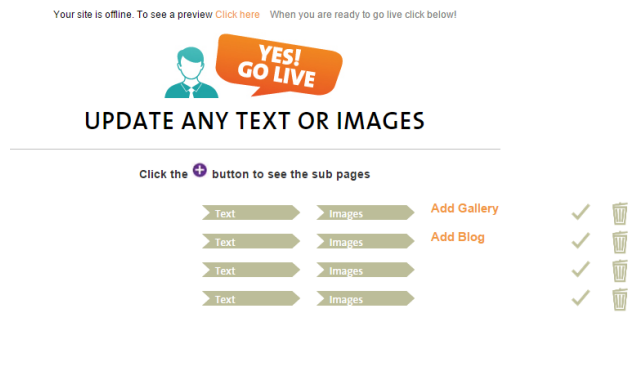 Your site is offline. To see a preview Click here When you are ready to go live click below!
YES!
GO LIVE
UPDATE ANY TEXT OR IMAGES
Click the + button to see the sub pages
Text Images Add Gallery
Text Images Add Blog
Text Images
Text Images